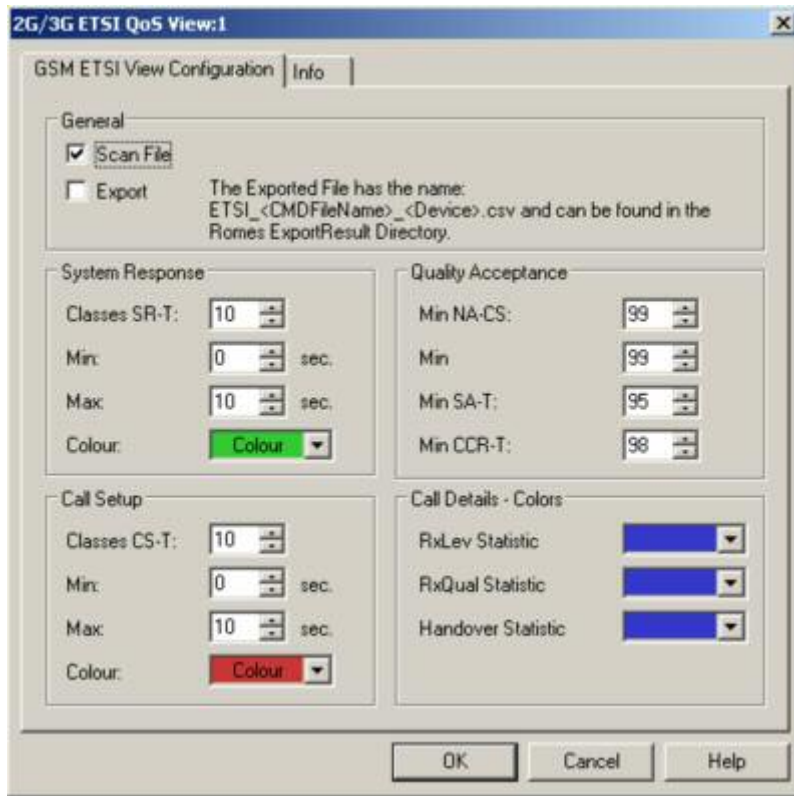 2G/3G ETSI QoS View:1
GSM ETSI View Configuration
Info
General
Scan File
Export
The Exported File has the name:
ETSI_<CMDFileName>_<Device>.csv and can be found in the
Romes ExportResult Directory.
System Response
Classes SR-T: 10
Min: 0 sec.
Max: 10 sec.
Colour: Colour
Quality Acceptance
Min NA-CS: 99
Min 99
Min SA-T: 95
Min CCR-T: 98
Call Setup
Classes CS-T: 10
Min: 0 sec.
Max: 10 sec.
Colour: Colour
Call Details - Colors
RxLev Statistic
RxQual Statistic
Handover Statistic
OK
Cancel
Help